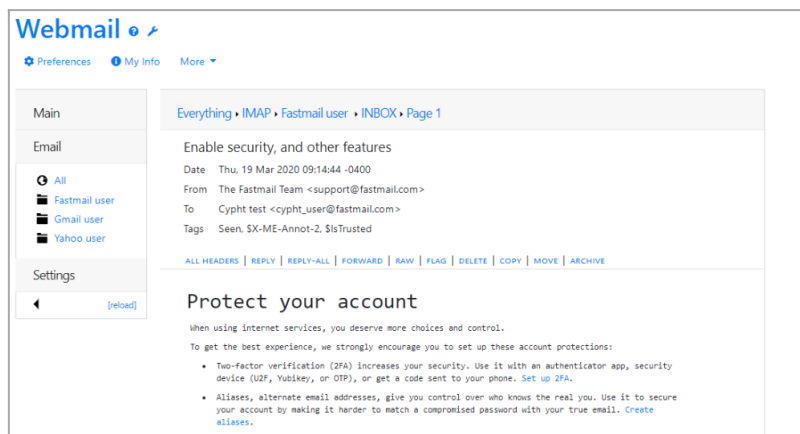 Webmail
Preferences My Info More
Main
Email
All
Fastmail user
Gmail user
Yahoo user
Settings
[reload]
Everything › IMAP › Fastmail user › INBOX › Page 1
Enable security, and other features
Date Thu, 19 Mar 2020 09:14:44 -0400
From The Fastmail Team <support@fastmail.com>
To Cypht test <cypht_user@fastmail.com>
Tags Seen, $X-ME-Annot-2, $IsTrusted
ALL HEADERS | REPLY | REPLY-ALL | FORWARD | RAW | FLAG | DELETE | COPY | MOVE | ARCHIVE
Protect your account
When using internet services, you deserve more choices and control.
To get the best experience, we strongly encourage you to set up these account protections:
• Two-factor verification (2FA) increases your security. Use it with an authenticator app, security
device (U2F, Yubikey, or OTP), or get a code sent to your phone. Set up 2FA.
• Aliases, alternate email addresses, give you control over who knows the real you. Use it to secure
your account by making it harder to match a compromised password with your true email. Create
aliases.